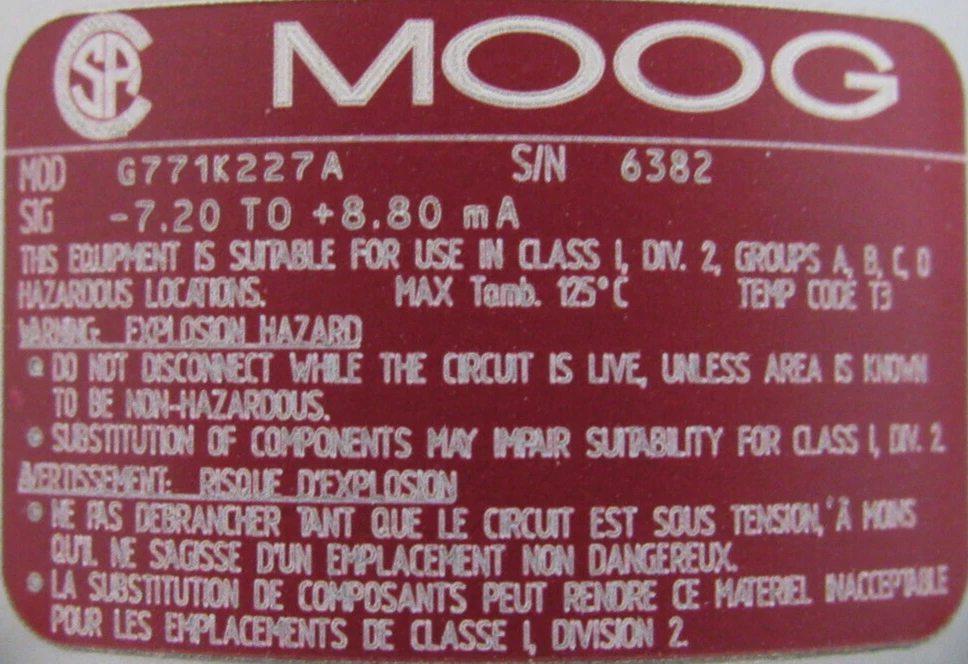 CSA MOOG
MOD G771K227A S/N 6382
SIG -7.20 TO +8.80 mA
THIS EQUIPMENT IS SUITABLE FOR USE IN CLASS I, DIV. 2, GROUPS A, B, C, D
HAZARDOUS LOCATIONS. MAX Tamb. 125°C TEMP CODE T3
WARNING: EXPLOSION HAZARD
• DO NOT DISCONNECT WHILE THE CIRCUIT IS LIVE, UNLESS AREA IS KNOWN
TO BE NON-HAZARDOUS.
• SUBSTITUTION OF COMPONENTS MAY IMPAIR SUITABILITY FOR CLASS I, DIV. 2.
AVERTISSEMENT: RISQUE D'EXPLOSION
• NE PAS DEBRANCHER TANT QUE LE CIRCUIT EST SOUS TENSION, À MOINS
QU'IL NE S'AGISSE D'UN EMPLACEMENT NON DANGEREUX.
• LA SUBSTITUTION DE COMPOSANTS PEUT RENDRE CE MATERIEL INACCEPTABLE
POUR LES EMPLACEMENTS DE CLASSE I, DIVISION 2.